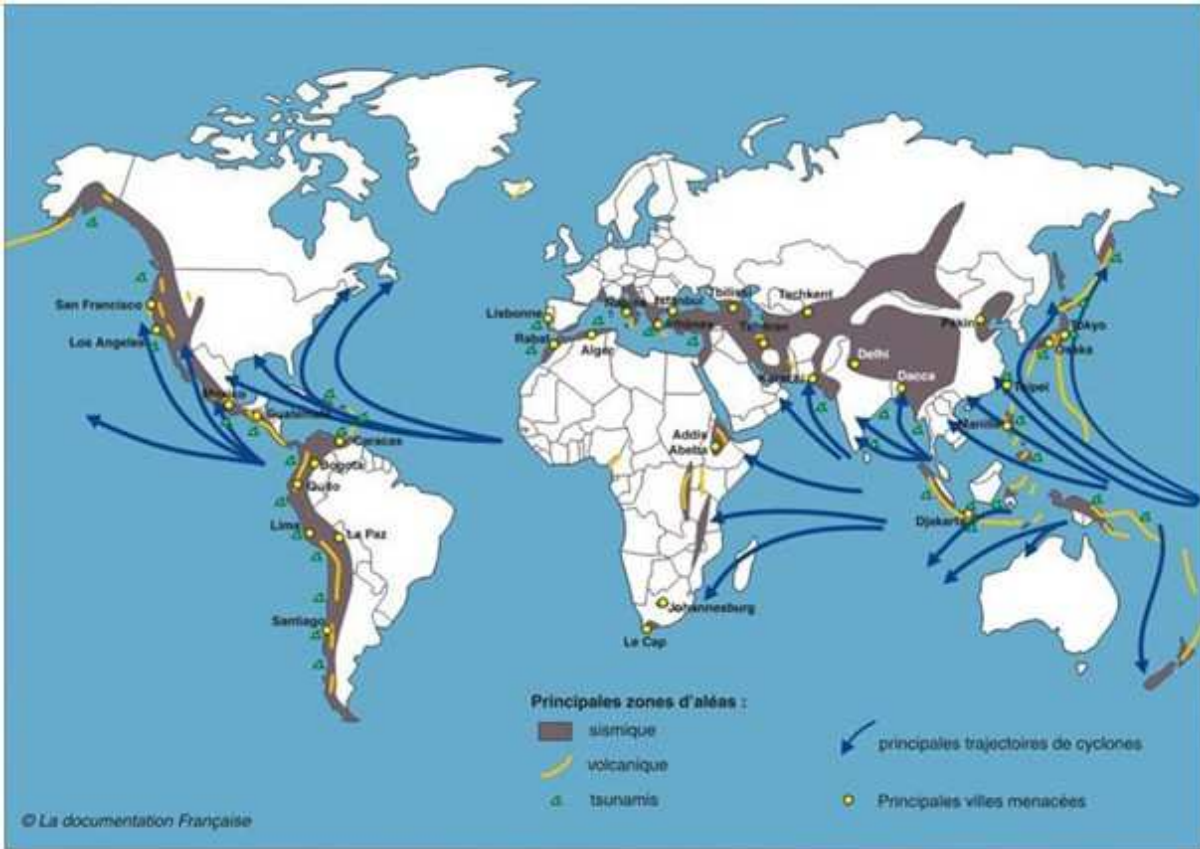 San Francisco
Los Angeles
Mexico
Guatemala
Caracas
Bogota
Quito
Lima
La Paz
Santiago
Lisbonne
Rabat
Alger
Istanbul
Tbilissi
Tachkent
Téhéran
Pékin
Tokyo
Osaka
Karachi
Delhi
Dacca
Taipei
Manille
Addis
Abeba
Djakarta
Johannesburg
Le Cap
Principales zones d'aléas :
sismique
volcanique
tsunamis
principales trajectoires de cyclones
Principales villes menacées
© La documentation Française